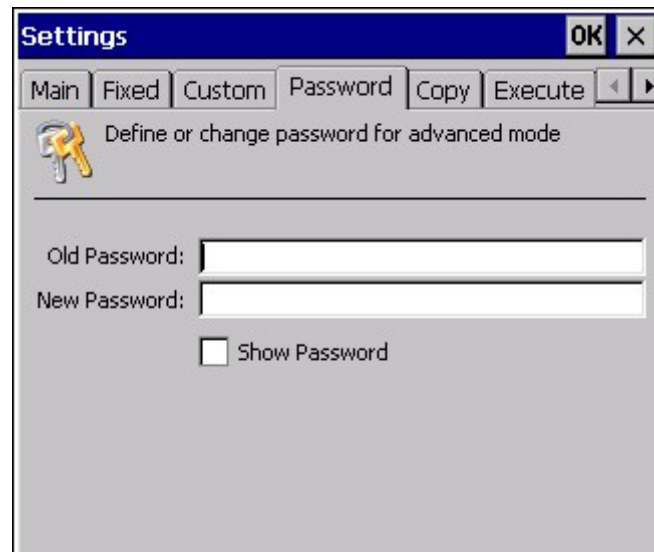 Settings OK ×
Main Fixed Custom Password Copy Execute
Define or change password for advanced mode
Old Password:
New Password:
Show Password